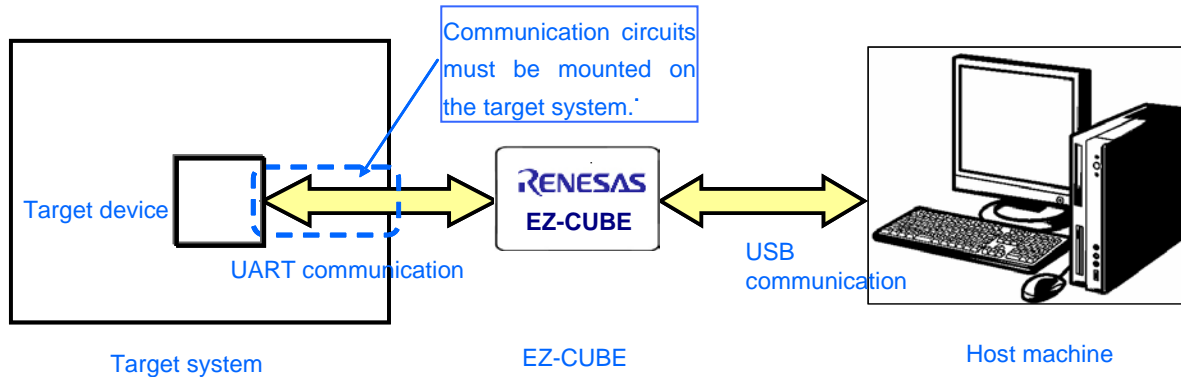 Communication circuits
must be mounted on
the target system.
Target device
UART communication
RENESAS
EZ-CUBE
USB
communication
Target system
EZ-CUBE
Host machine